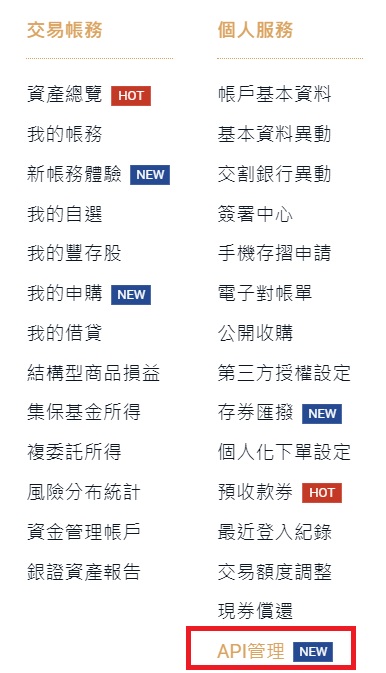 交易帳務
資產總覽 HOT
我的帳務
新帳務體驗 NEW
我的自選
我的豐存股
我的申購 NEW
我的借貸
結構型商品損益
集保基金所得
複委託所得
風險分布統計
資金管理帳戶
銀證資產報告
個人服務
帳戶基本資料
基本資料異動
交割銀行異動
簽署中心
手機存摺申請
電子對帳單
公開收購
第三方授權設定
存券匯撥 NEW
個人化下單設定
預收款券 HOT
最近登入紀錄
交易額度調整
現券償還
API管理 NEW